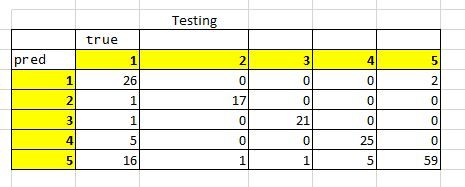 Testing
true
pred 1 2 3 4 5
1 26 0 0 0 2
2 1 17 0 0 0
3 1 0 21 0 0
4 5 0 0 25 0
5 16 1 1 5 59